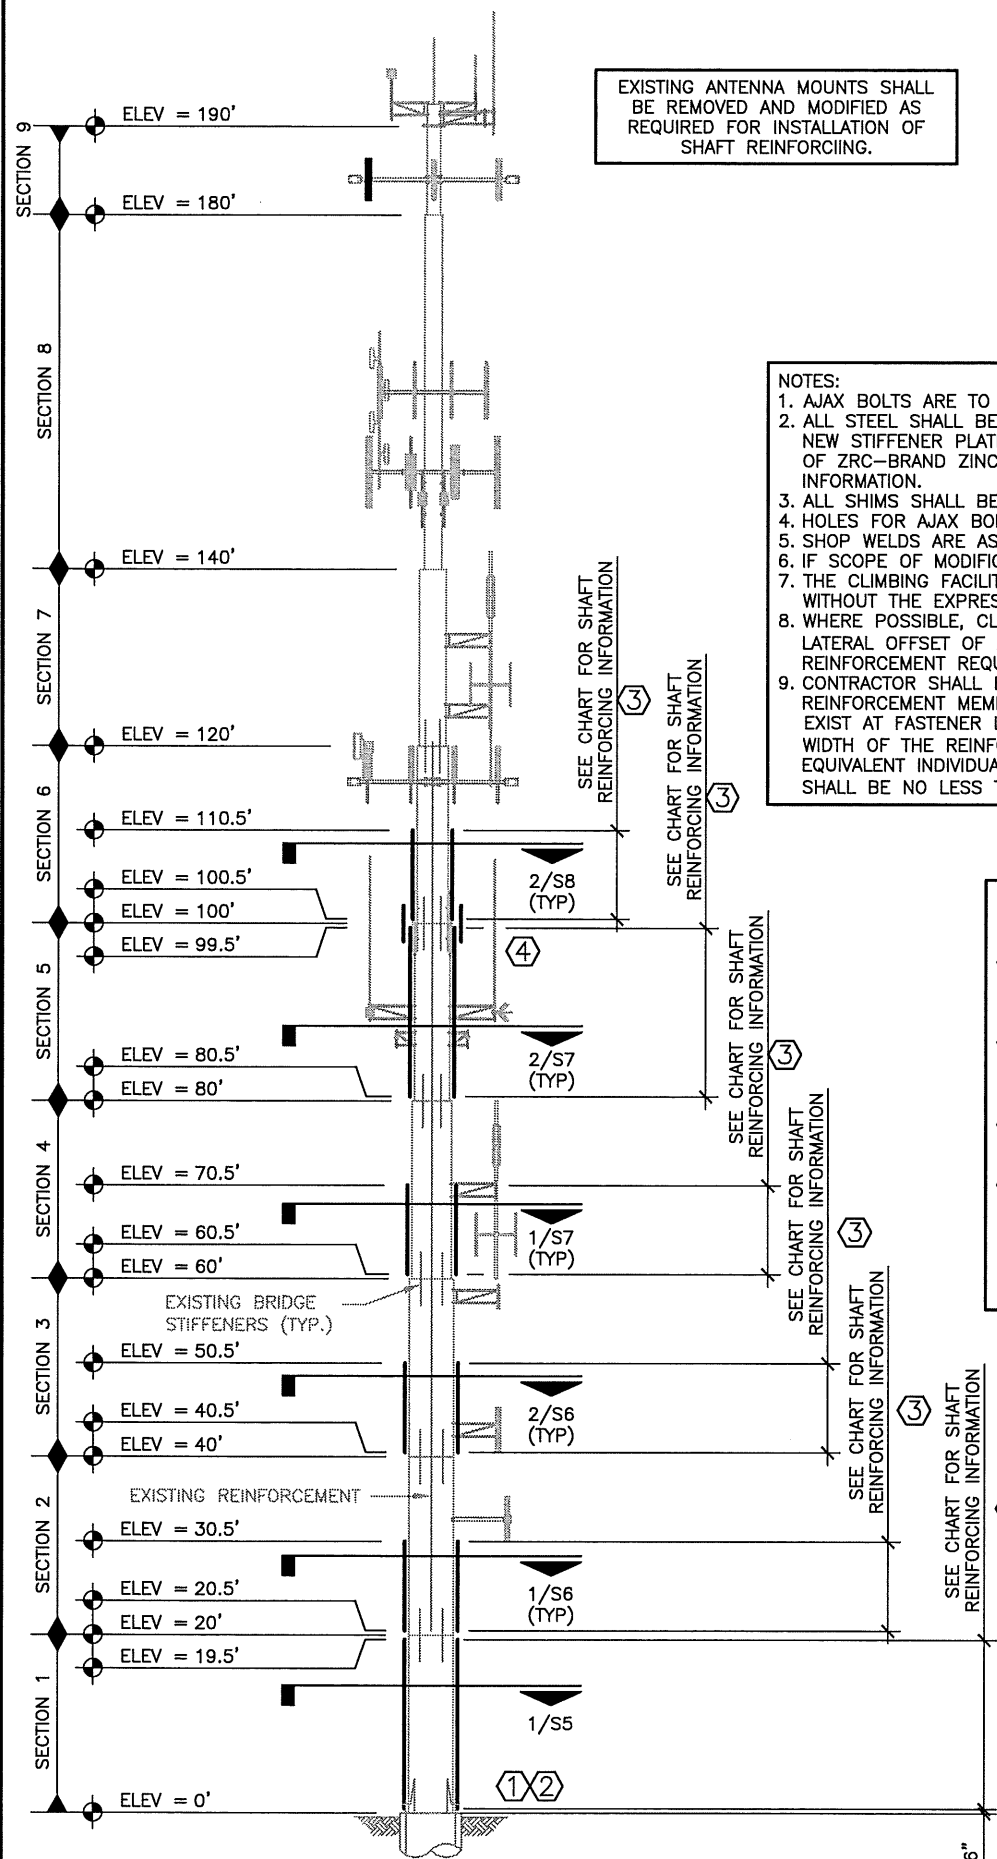 EXISTING ANTENNA MOUNTS SHALL
BE REMOVED AND MODIFIED AS
REQUIRED FOR INSTALLATION OF
SHAFT REINFORCIING.
SECTION 9
ELEV = 190'
ELEV = 180'
SECTION 8
NOTES:
1. AJAX BOLTS ARE TO
2. ALL STEEL SHALL BE
NEW STIFFENER PLAT
OF ZRC-BRAND ZINC
INFORMATION.
3. ALL SHIMS SHALL BE
4. HOLES FOR AJAX BO
5. SHOP WELDS ARE AS
6. IF SCOPE OF MODIFIC
7. THE CLIMBING FACILIT
WITHOUT THE EXPRES
8. WHERE POSSIBLE, CL
LATERAL OFFSET OF
REINFORCEMENT REQU
9. CONTRACTOR SHALL
REINFORCEMENT MEM
EXIST AT FASTENER
WIDTH OF THE REINF
EQUIVALENT INDIVIDUA
SHALL BE NO LESS T
ELEV = 140'
SECTION 7
SEE CHART FOR SHAFT
REINFORCING INFORMATION
3
ELEV = 120'
SEE CHART FOR SHAFT
REINFORCING INFORMATION
3
SECTION 6
ELEV = 110.5'
2/S8
(TYP)
ELEV = 100.5'
ELEV = 100'
ELEV = 99.5'
4
SECTION 5
SEE CHART FOR SHAFT
REINFORCING INFORMATION
3
2/S7
(TYP)
ELEV = 80.5'
ELEV = 80'
SECTION 4
ELEV = 70.5'
1/S7
(TYP)
SEE CHART FOR SHAFT
REINFORCING INFORMATION
3
ELEV = 60.5'
ELEV = 60'
EXISTING BRIDGE
STIFFENERS (TYP.)
SECTION 3
ELEV = 50.5'
2/S6
(TYP)
SEE CHART FOR SHAFT
REINFORCING INFORMATION
3
ELEV = 40.5'
ELEV = 40'
EXISTING REINFORCEMENT
SECTION 2
ELEV = 30.5'
1/S6
(TYP)
SEE CHART FOR SHAFT
REINFORCING INFORMATION
ELEV = 20.5'
ELEV = 20'
ELEV = 19.5'
SECTION 1
1/S5
1 2
ELEV = 0'
6"